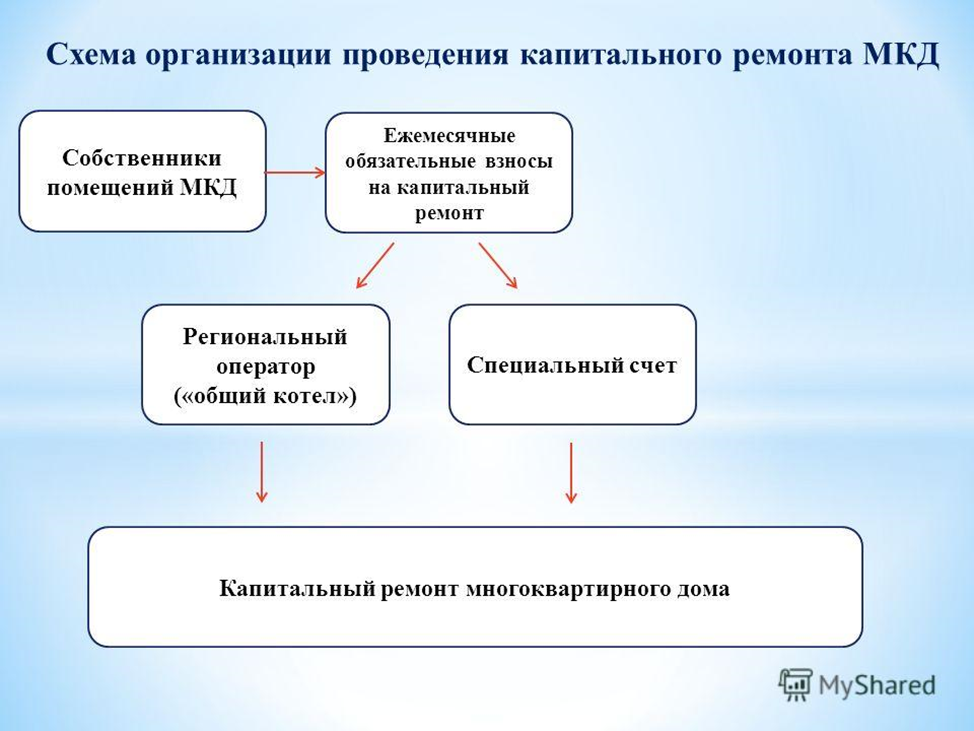 Схема организации проведения капитального ремонта МКД
Собственники
помещений МКД
Ежемесячные
обязательные взносы
на капитальный
ремонт
Региональный
оператор
(«общий котел»)
Специальный счет
Капитальный ремонт многоквартирного дома
MyShared